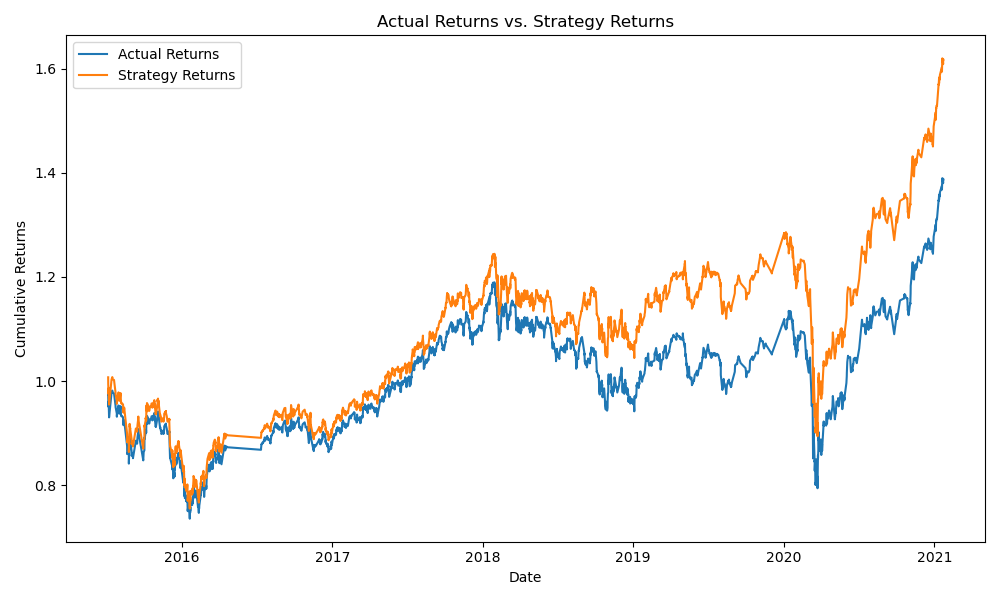 Actual Returns vs. Strategy Returns
Actual Returns
Strategy Returns
Cumulative Returns
1.6
1.4
1.2
1.0
0.8
2016 2017 2018 2019 2020 2021
Date